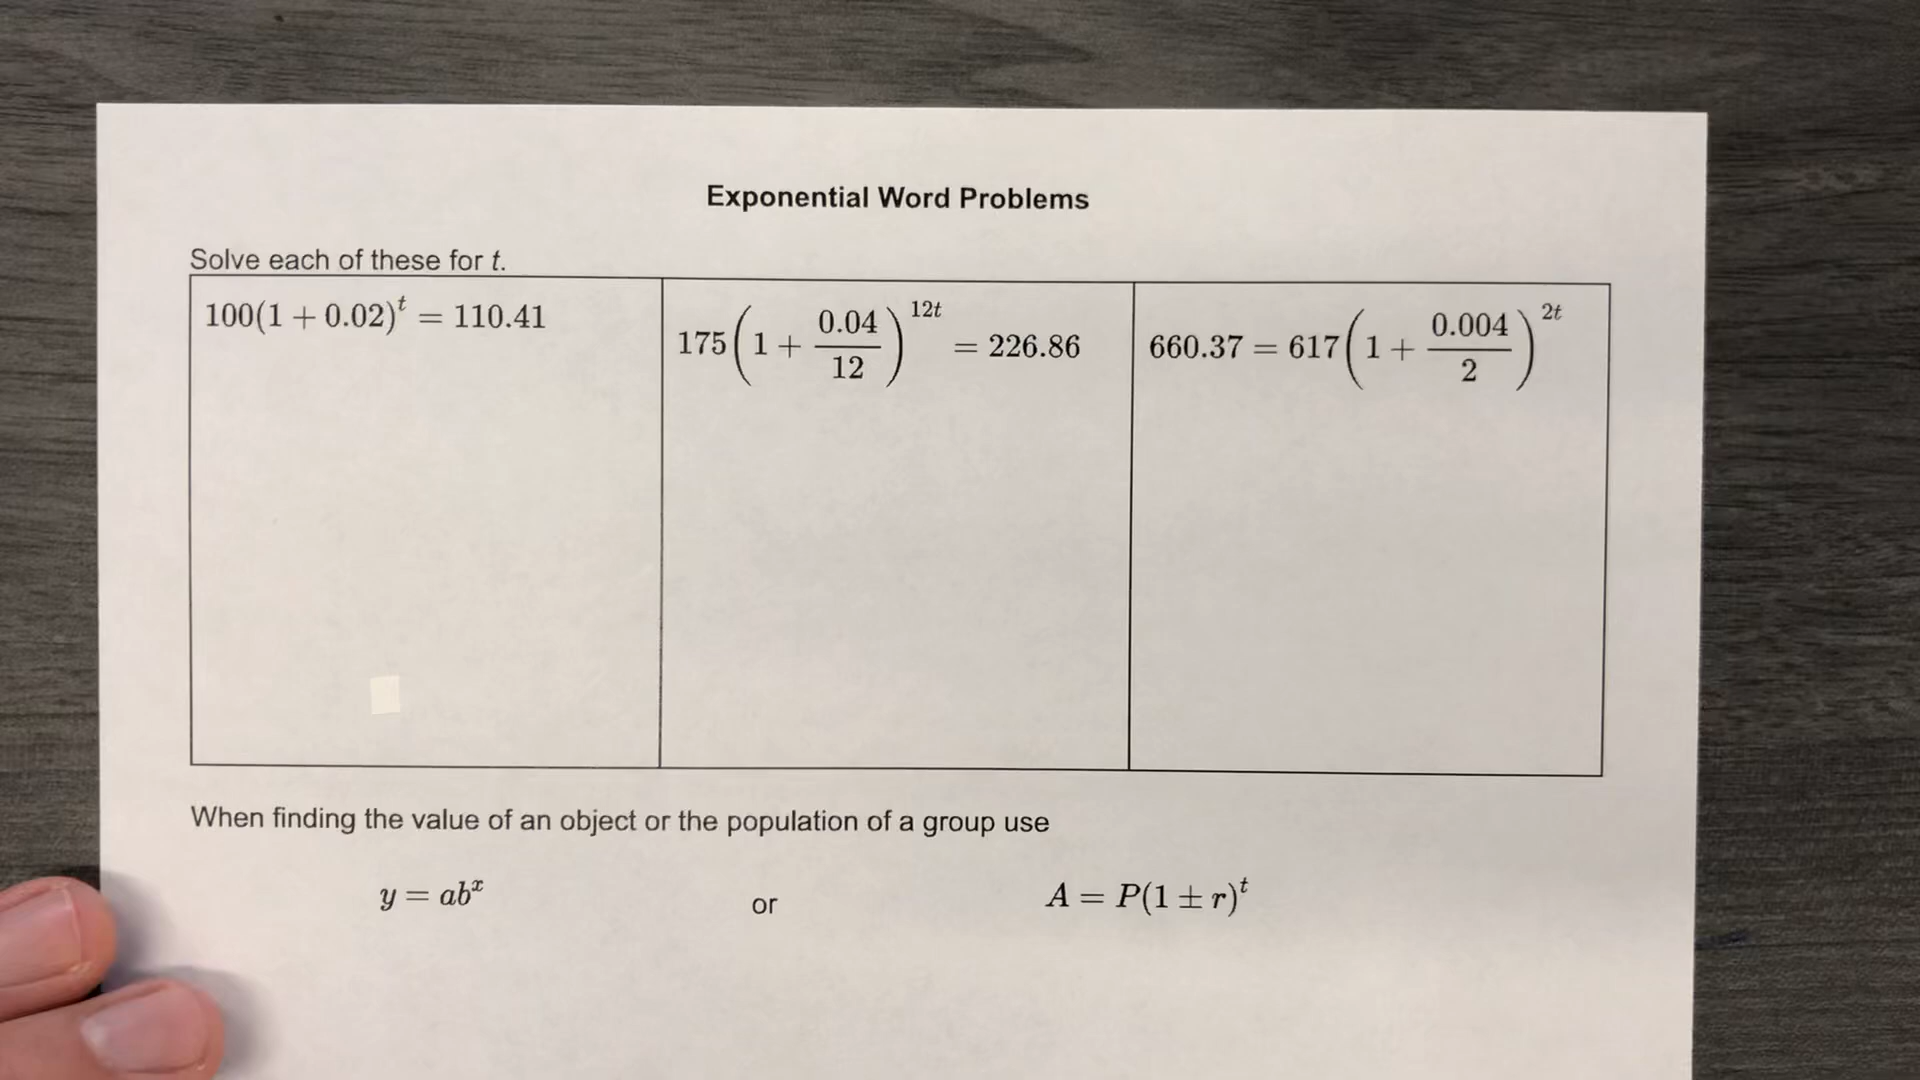 Exponential Word Problems
Solve each of these for t.
100(1 + 0.02)^t = 110.41
175(1 + 0.04/12)^12t = 226.86
660.37 = 617(1 + 0.004/2)^2t
When finding the value of an object or the population of a group use
y = ab^x or A = P(1 ± r)^t